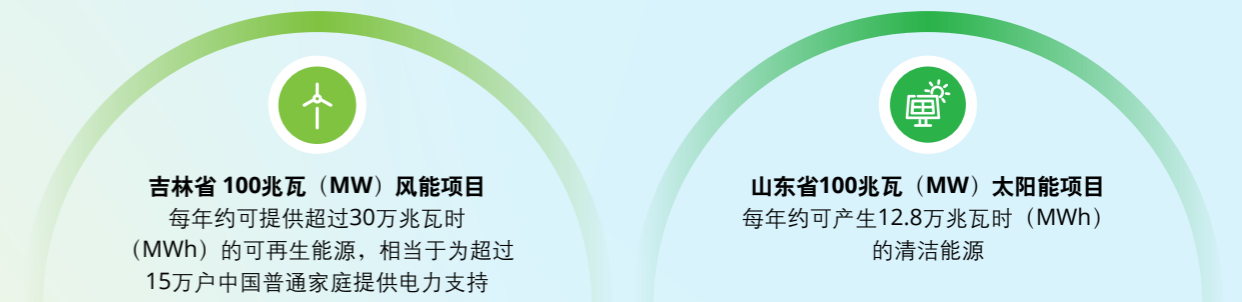 吉林省 100兆瓦（MW）风能项目
每年约可提供超过30万兆瓦时
（MWh）的可再生能源，相当于为超过
15万户中国普通家庭提供电力支持
山东省100兆瓦（MW）太阳能项目
每年约可产生12.8万兆瓦时（MWh）
的清洁能源